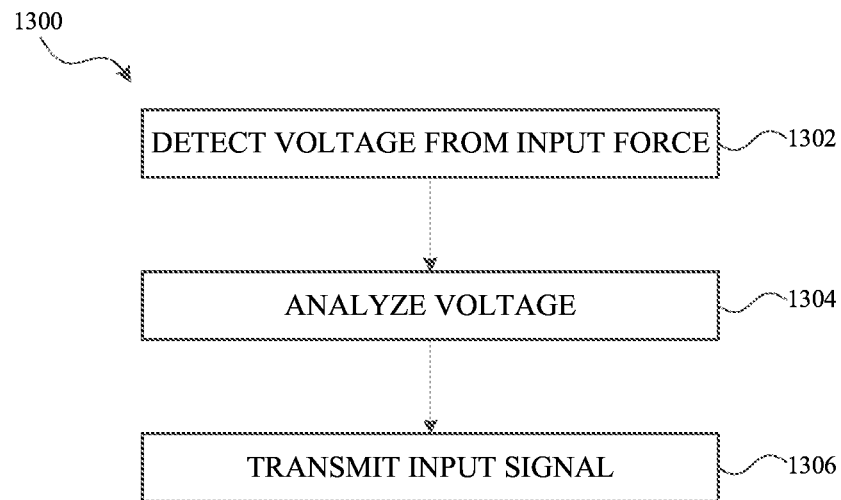 1300
DETECT VOLTAGE FROM INPUT FORCE
1302
ANALYZE VOLTAGE
1304
TRANSMIT INPUT SIGNAL
1306